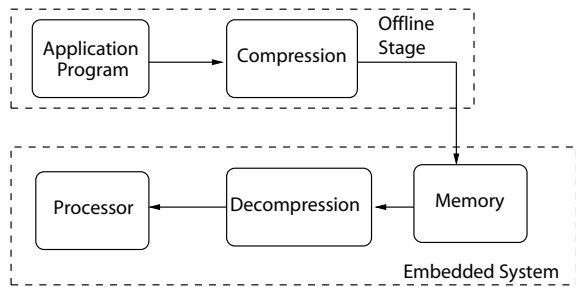 Application
Program
Compression
Offline
Stage
Processor
Decompression
Memory
Embedded System